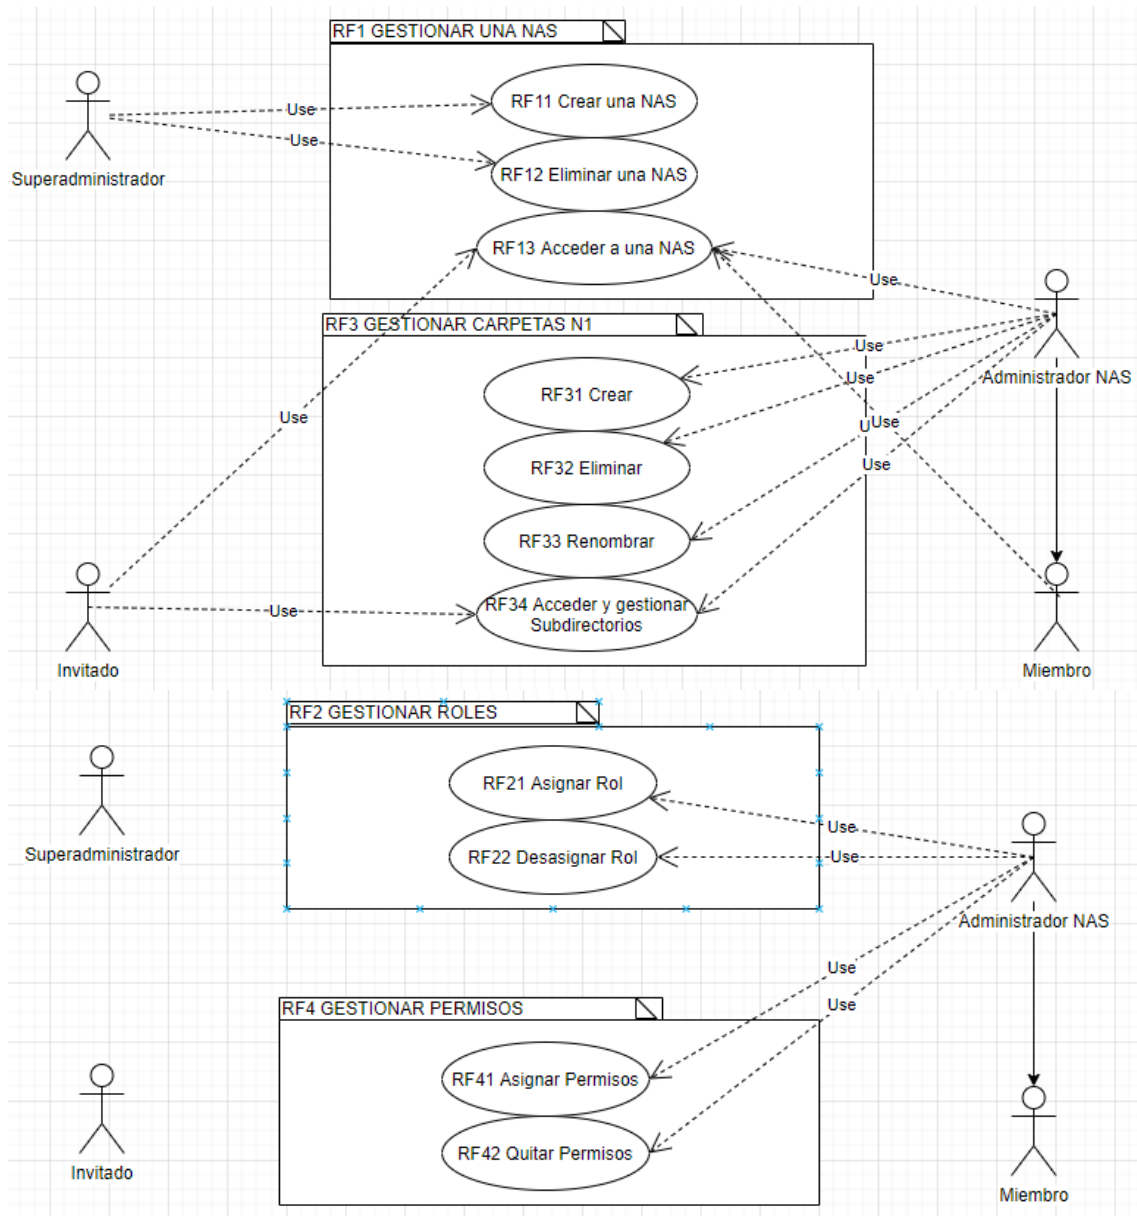 RF1 GESTIONAR UNA NAS
RF11 Crear una NAS
Use
Use
Superadministrador
RF12 Eliminar una NAS
RF13 Acceder a una NAS
Use
RF3 GESTIONAR CARPETAS N1
Use
Use
Administrador NAS
RF31 Crear
Use
Use
Use
RF32 Eliminar
Use
RF33 Renombrar
Use
RF34 Acceder y gestionar
Subdirectorios
Invitado
Miembro
RF2 GESTIONAR ROLES
RF21 Asignar Rol
Use
Superadministrador
RF22 Desasignar Rol
Use
Administrador NAS
Use
Use
RF4 GESTIONAR PERMISOS
RF41 Asignar Permisos
RF42 Quitar Permisos
Invitado
Miembro